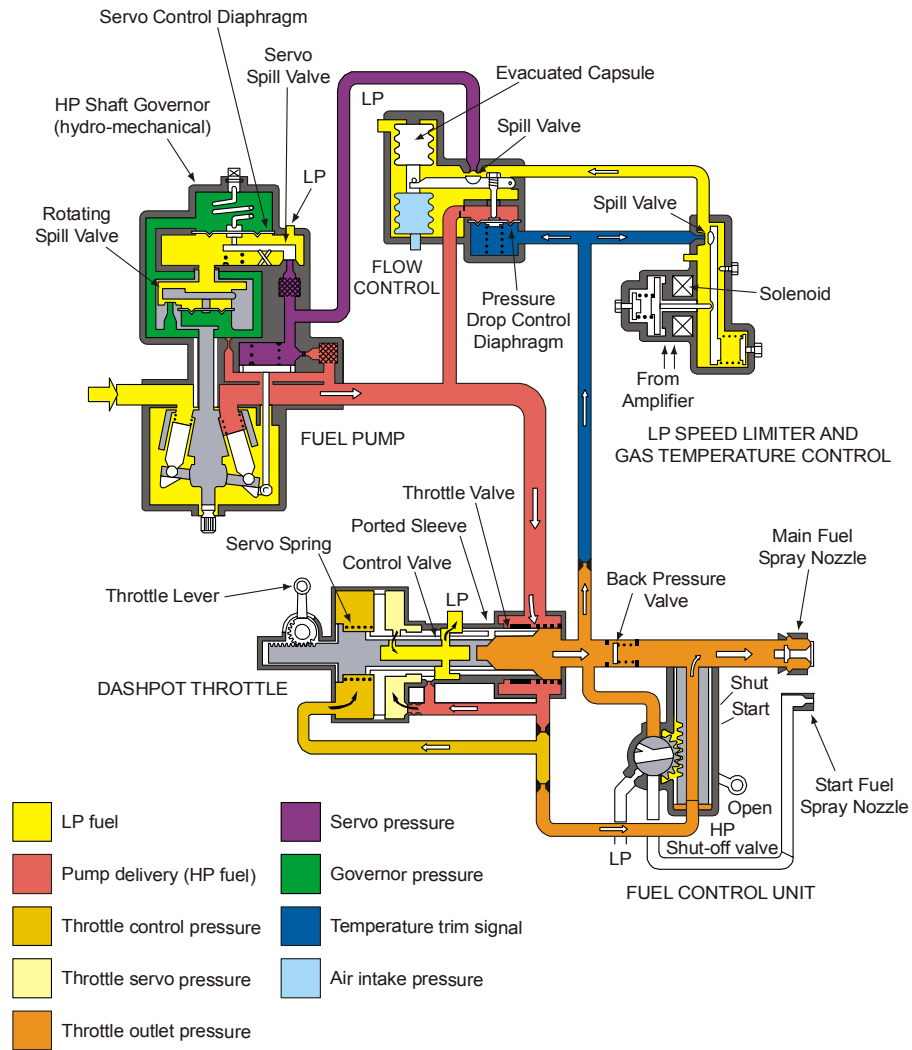 Servo Control Diaphragm
Servo
Spill Valve
HP Shaft Governor
(hydro-mechanical)
LP
Rotating
Spill Valve
LP
Evacuated Capsule
Spill Valve
FLOW
CONTROL
Pressure
Drop Control
Diaphragm
Spill Valve
Solenoid
From
Amplifier
LP SPEED LIMITER AND
GAS TEMPERATURE CONTROL
FUEL PUMP
Throttle Valve
Ported Sleeve
Control Valve
Servo Spring
LP
Throttle Lever
DASHPOT THROTTLE
Back Pressure
Valve
Main Fuel
Spray Nozzle
Shut
Start
Open
Start Fuel
Spray Nozzle
LP
HP
Shut-off valve
FUEL CONTROL UNIT
LP fuel
Pump delivery (HP fuel)
Throttle control pressure
Throttle servo pressure
Throttle outlet pressure
Servo pressure
Governor pressure
Temperature trim signal
Air intake pressure